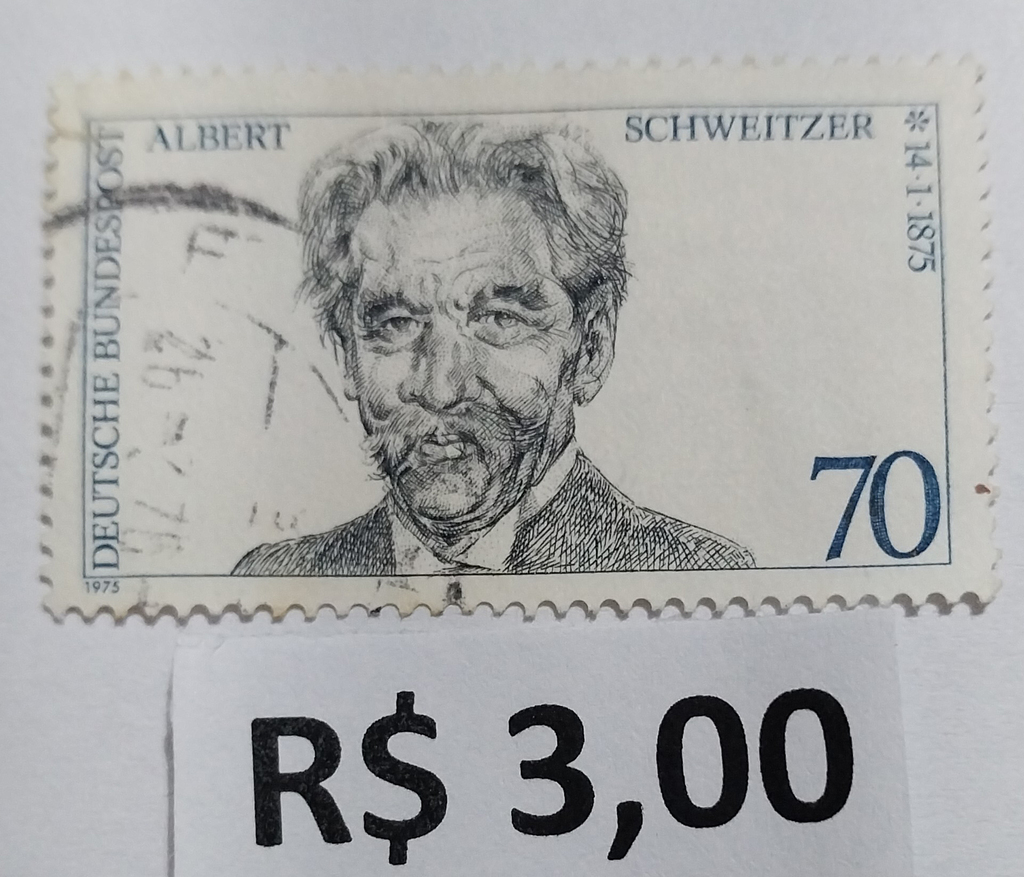 ALBERT SCHWEITZER
*14·1·1875
DEUTSCHE BUNDESPOST
70
1975
R$ 3,00